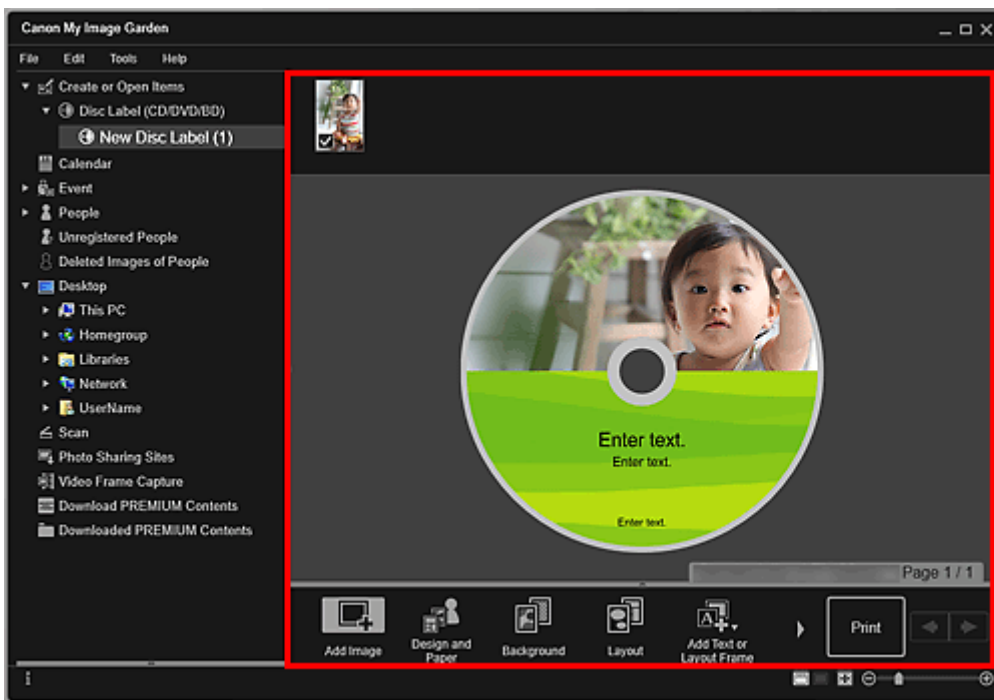 Canon My Image Garden
File Edit Tools Help
Create or Open Items
Disc Label (CD/DVD/BD)
New Disc Label (1)
Calendar
Event
People
Unregistered People
Deleted Images of People
Desktop
This PC
Homegroup
Libraries
Network
UserName
Scan
Photo Sharing Sites
Video Frame Capture
Download PREMIUM Contents
Downloaded PREMIUM Contents
Enter text.
Enter text.
Enter text.
Page 1 / 1
Add Image
Design and
Paper
Background
Layout
Add Text or
Layout Frame
Print